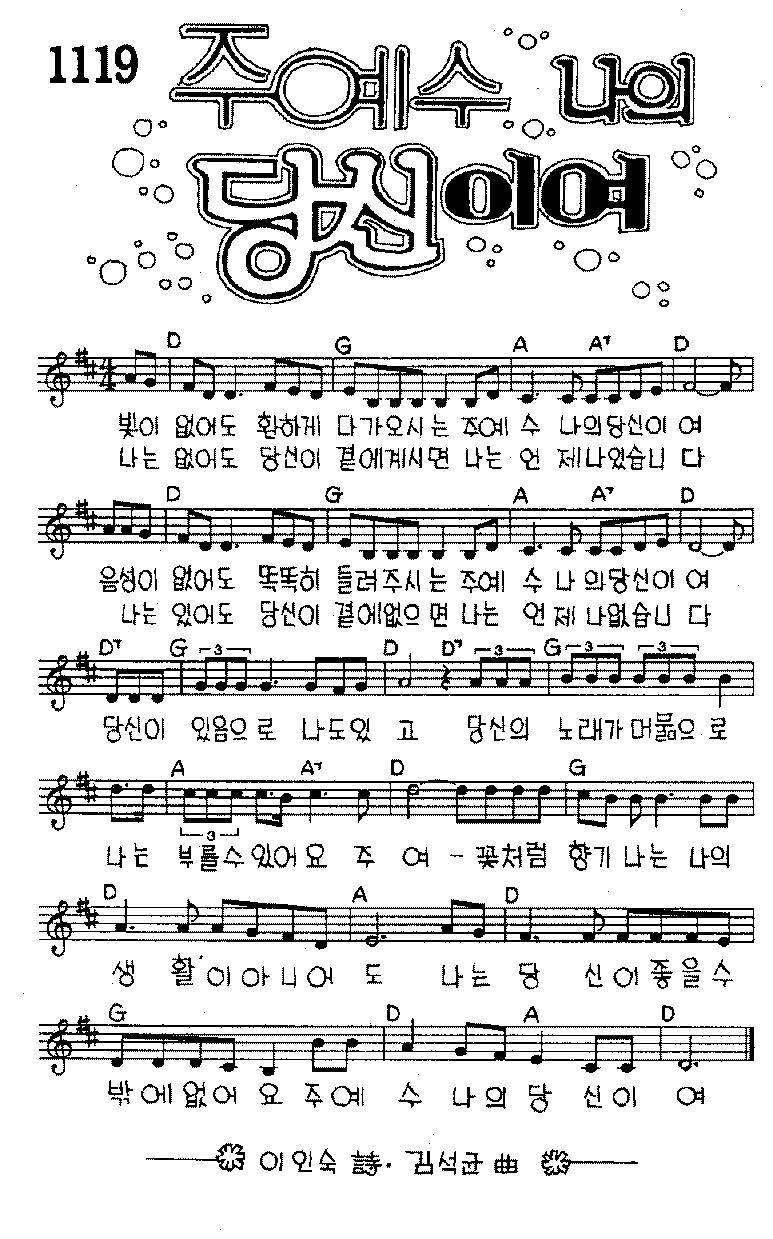 1119
주예수 나의
당신이여
D G A A7 D
빛이 없어도 환하게 다가오시는 주예 수 나의당신이 여
나는 없어도 당신이 곁에계시면 나는 언 제나있습니 다
D G A A7 D
음성이 없어도 똑똑히 들려주시는 주예 수 나 의당신이 여
나는 있어도 당신이 곁에없으면 나는 언제 나없습니 다
D7 G 3 D D7 3 G 3 3
당신이 있음으로 나도있 고 당신의 노래가머묾으 로
A A7 D G
3
나는 부를수있어요 주 여 - 꽃처럼 향기 나는 나의
D A D
생 활이아니어 도 나는 당 신이좋을수
G D A D
밖에없어 요 주예 수 나의 당 신이 여
이인숙 詩· 김석균 曲